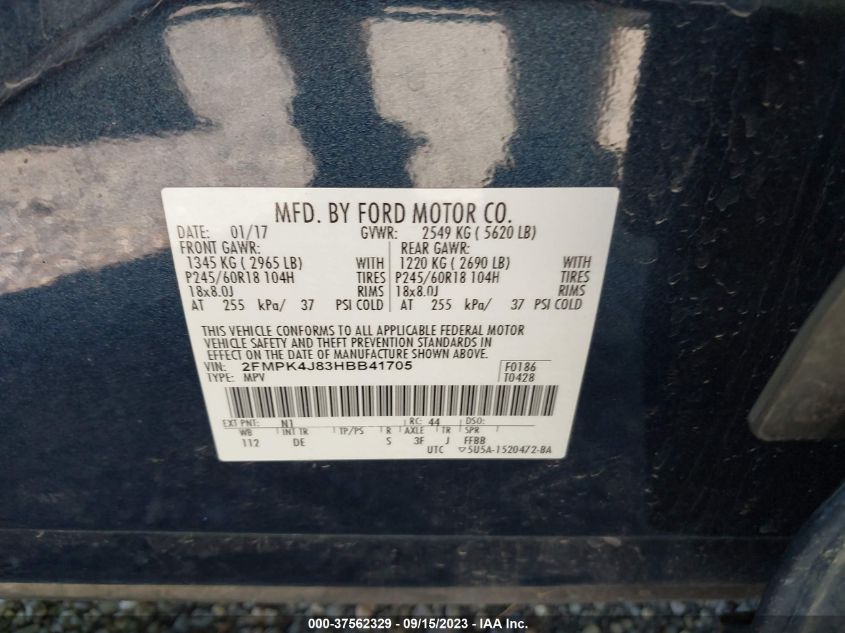 MFD. BY FORD MOTOR CO.
DATE: 01/17 GVWR: 2549 KG ( 5620 LB)
FRONT GAWR: REAR GAWR:
1345 KG ( 2965 LB) WITH 1220 KG ( 2690 LB) WITH
P245/60R18 104H TIRES P245/60R18 104H TIRES
18x8.0J RIMS 18x8.0J RIMS
AT 255 kPa/ 37 PSI COLD AT 255 kPa/ 37 PSI COLD
THIS VEHICLE CONFORMS TO ALL APPLICABLE FEDERAL MOTOR
VEHICLE SAFETY AND THEFT PREVENTION STANDARDS IN
EFFECT ON THE DATE OF MANUFACTURE SHOWN ABOVE.
VIN: 2FMPK4J83HBB41705 F0186
TYPE: MPV T0428
EXT PNT: N1 RC: 44 DSO:
WB INT TR TP/PS R AXLE TR SPR
112 DE S 3F J FFBB
UTC ▽5U5A-1520472-BA
000-37562329 - 09/15/2023 - Copyright IAA, Inc.